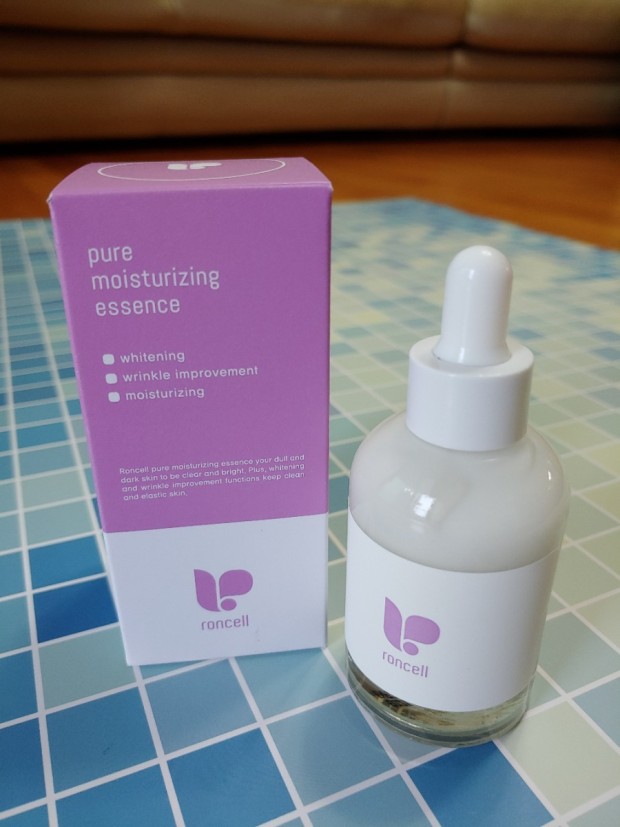 pure
moisturizing
essence
whitening
wrinkle improvement
moisturizing
Roncell pure moisturizing essence your dull and
dark skin to be clear and bright. Plus, whitening
and wrinkle improvement functions keep clean
and elastic skin.
roncell
roncell